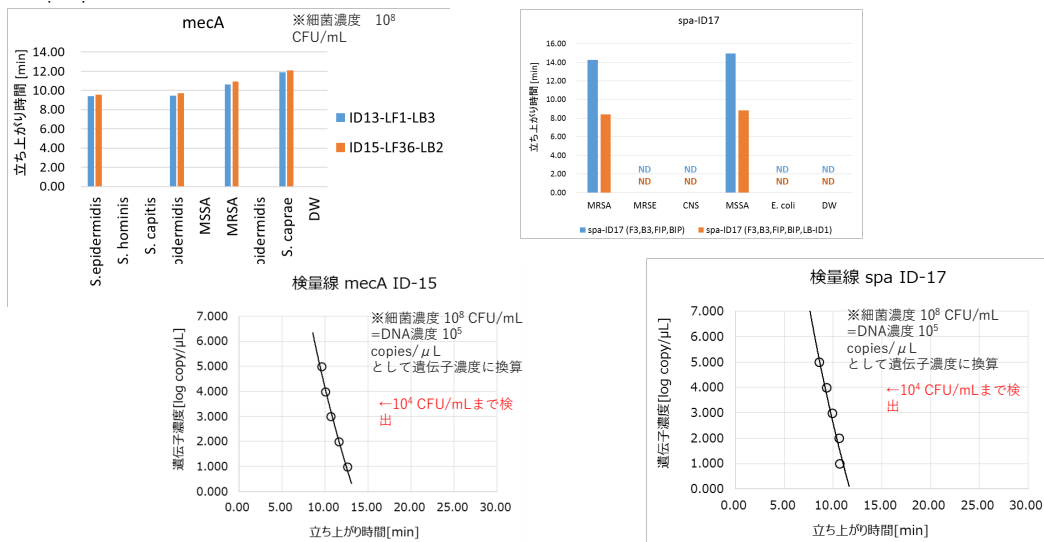 mecA
※細菌濃度 10⁸
CFU/mL
立ち上がり時間 [min]
14.00
12.00
10.00
8.00
6.00
4.00
2.00
0.00
S.epidermidis
S. hominis
S. capitis
pidermidis
MSSA
MRSA
pidermidis
S. caprae
DW
ID13-LF1-LB3
ID15-LF36-LB2
spa-ID17
立ち上がり時間 [min]
16.00
14.00
12.00
10.00
8.00
6.00
4.00
2.00
0.00
ND ND ND ND
ND ND ND ND
MRSA MRSE CNS MSSA E. coli DW
spa-ID17 (F3,B3,FIP,BIP) spa-ID17 (F3,B3,FIP,BIP,LB-ID1)
検量線 mecA ID-15
遺伝子濃度[log copy/μL]
7.000
6.000
5.000
4.000
3.000
2.000
1.000
0.000
※細菌濃度 10⁸ CFU/mL
=DNA濃度 10⁵
copies/μL
として遺伝子濃度に換算
←10⁴ CFU/mLまで検
出
0.00 5.00 10.00 15.00 20.00 25.00 30.00
立ち上がり時間[min]
検量線 spa ID-17
遺伝子濃度[log copy/μL]
7.000
6.000
5.000
4.000
3.000
2.000
1.000
0.000
※細菌濃度 10⁸ CFU/mL
=DNA濃度 10⁵
copies/μL
として遺伝子濃度に換算
←10⁴ CFU/mLまで検
出
0.00 5.00 10.00 15.00 20.00 25.00 30.00
立ち上がり時間[min]